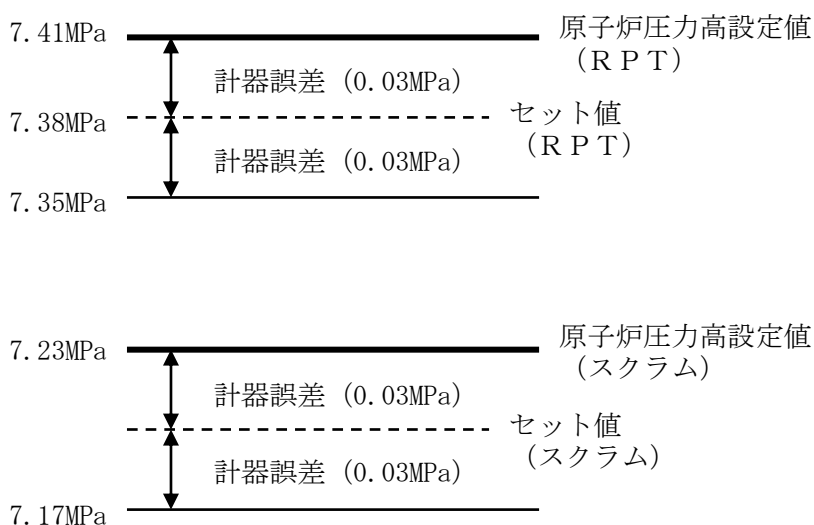 7.41MPa
原子炉圧力高設定値
（ＲＰＴ）
計器誤差 (0.03MPa)
7.38MPa
セット値
（ＲＰＴ）
計器誤差 (0.03MPa)
7.35MPa
7.23MPa
原子炉圧力高設定値
（スクラム）
計器誤差 (0.03MPa)
セット値
（スクラム）
計器誤差 (0.03MPa)
7.17MPa